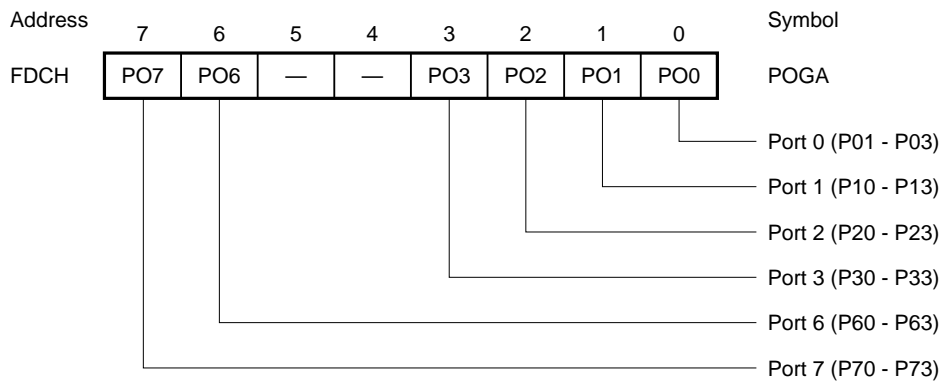 Address 7 6 5 4 3 2 1 0 Symbol
FDCH PO7 PO6 — — PO3 PO2 PO1 PO0 POGA
Port 0 (P01 - P03)
Port 1 (P10 - P13)
Port 2 (P20 - P23)
Port 3 (P30 - P33)
Port 6 (P60 - P63)
Port 7 (P70 - P73)